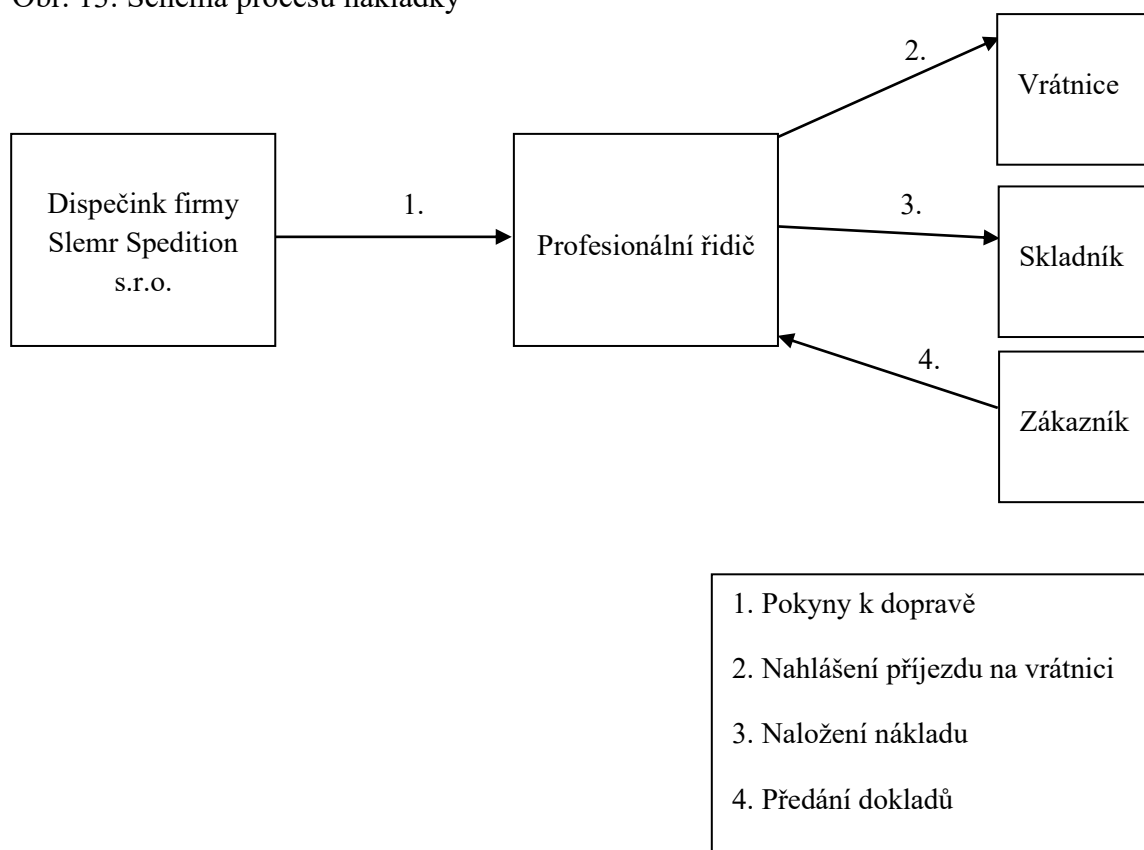 Obr. 15: Schéma procesu nakládky
2.
Vrátnice
Dispečink firmy
Slemr Spedition
s.r.o.
1.
Profesionální řidič
3.
Skladník
4.
Zákazník
1. Pokyny k dopravě
2. Nahlášení příjezdu na vrátnici
3. Naložení nákladu
4. Předání dokladů